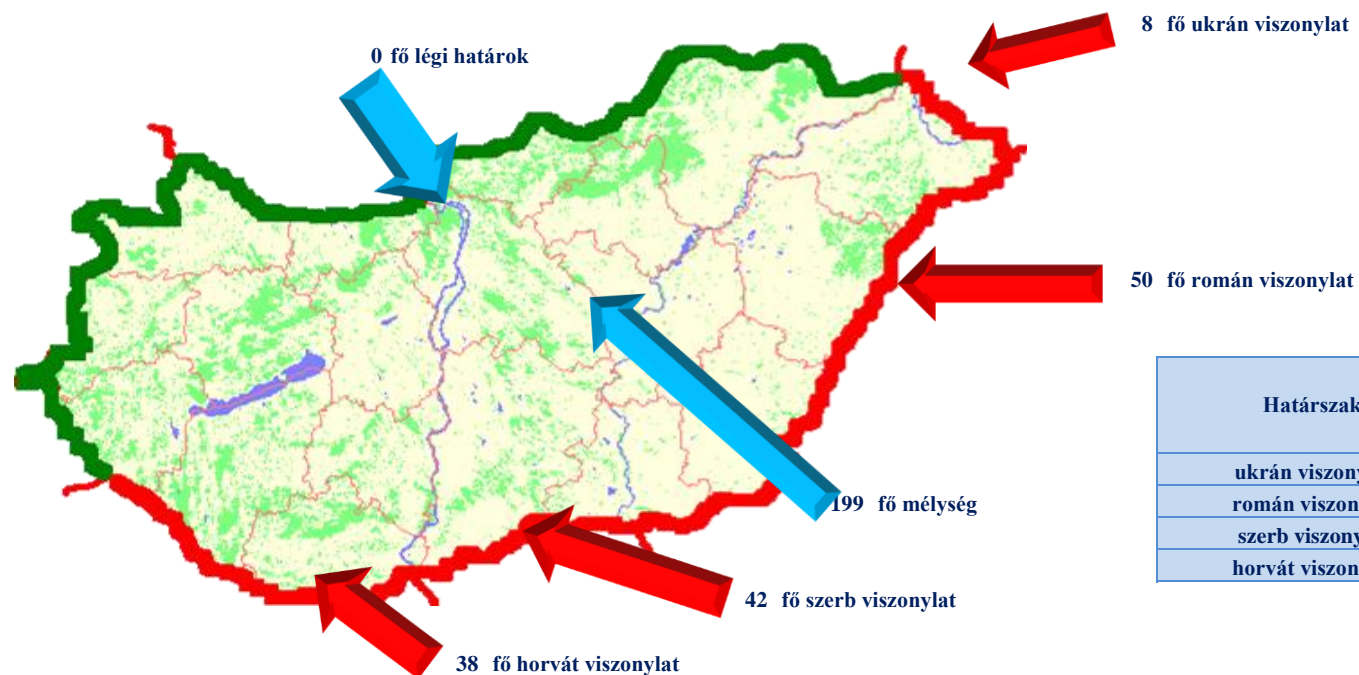 8 fő ukrán viszonylat
0 fő légi határok
50 fő román viszonylat
199 fő mélység
42 fő szerb viszonylat
38 fő horvát viszonylat
Határszak
ukrán viszony
román viszon
szerb viszony
horvát viszon